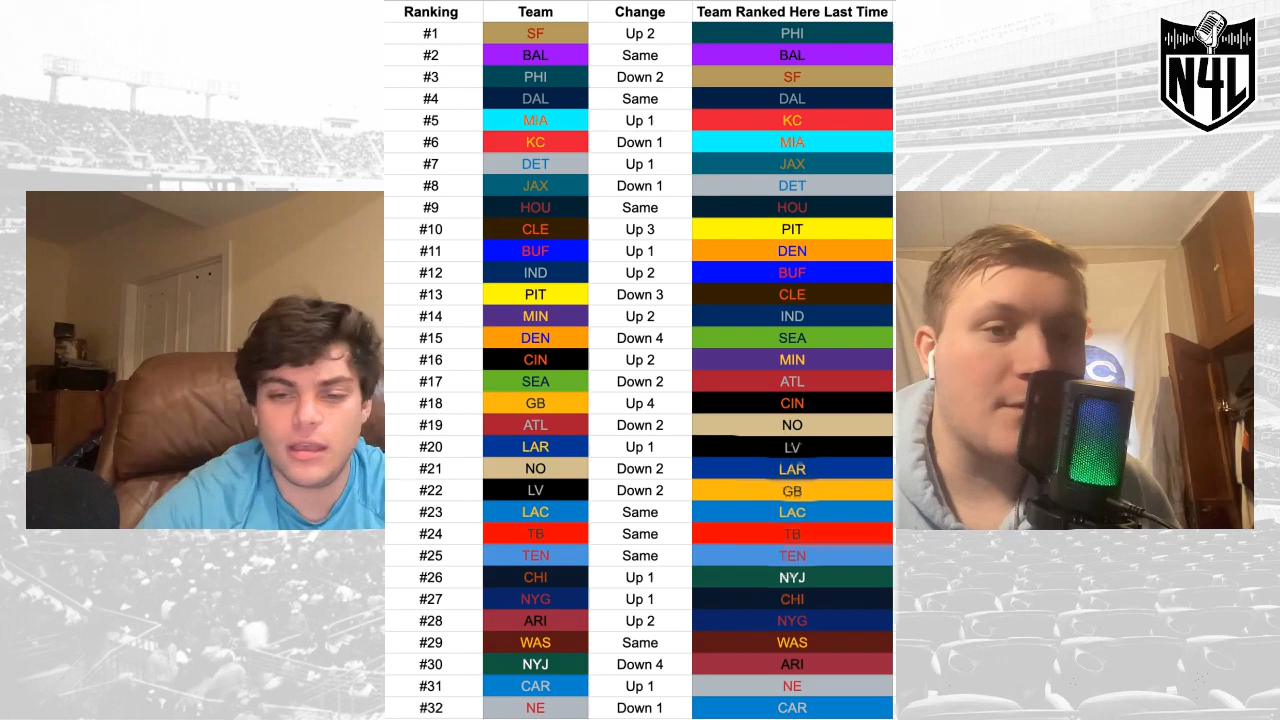 Ranking Team Change Team Ranked Here Last Time
#1 SF Up 2 PHI
#2 BAL Same BAL
#3 PHI Down 2 SF
#4 DAL Same DAL
#5 MIA Up 1 KC
#6 KC Down 1 MIA
#7 DET Up 1 JAX
#8 JAX Down 1 DET
#9 HOU Same HOU
#10 CLE Up 3 PIT
#11 BUF Up 1 DEN
#12 IND Up 2 BUF
#13 PIT Down 3 CLE
#14 MIN Up 2 IND
#15 DEN Down 4 SEA
#16 CIN Up 2 MIN
#17 SEA Down 2 ATL
#18 GB Up 4 CIN
#19 ATL Down 2 NO
#20 LAR Up 1 LV
#21 NO Down 2 LAR
#22 LV Down 2 GB
#23 LAC Same LAC
#24 TB Same TB
#25 TEN Same TEN
#26 CHI Up 1 NYJ
#27 NYG Up 1 CHI
#28 ARI Up 2 NYG
#29 WAS Same WAS
#30 NYJ Down 4 ARI
#31 CAR Up 1 NE
#32 NE Down 1 CAR
N4L
C